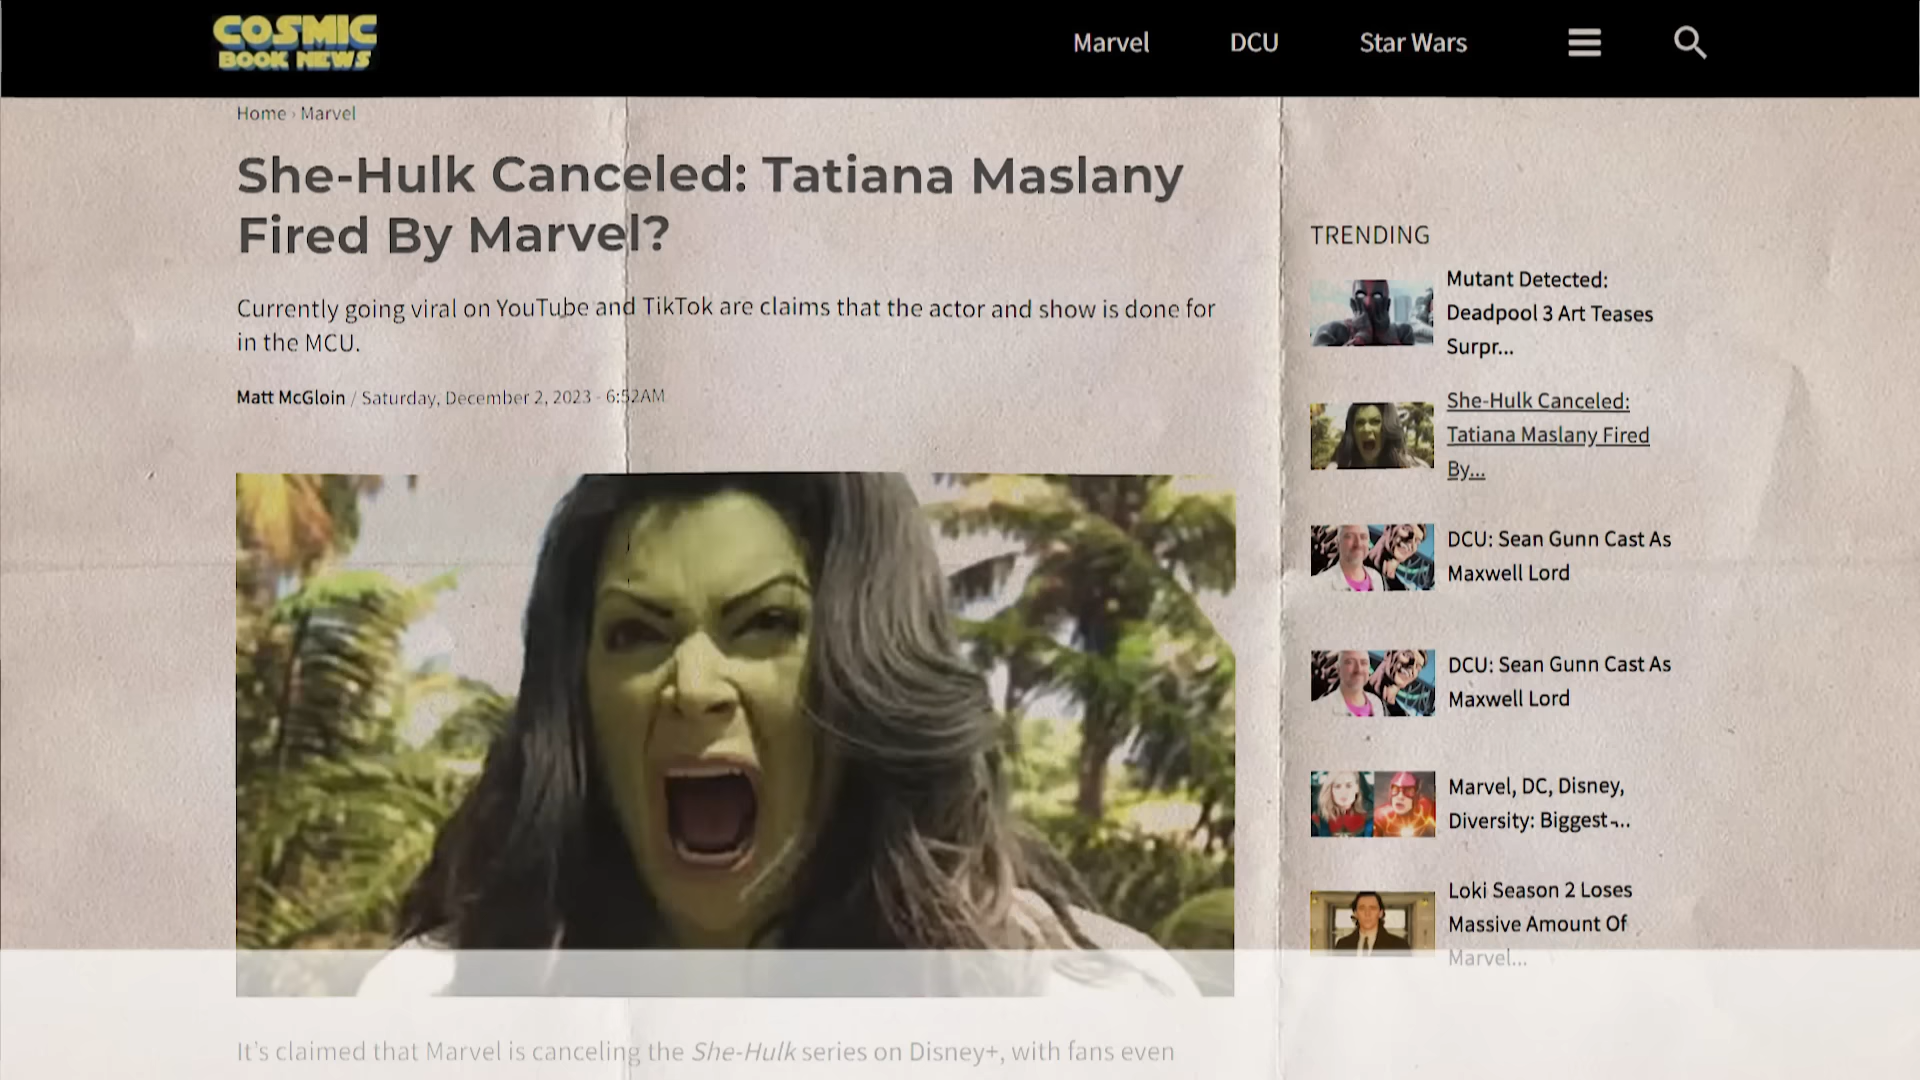 COSMIC
BOOK NEWS
Marvel
DCU
Star Wars
Home › Marvel
She-Hulk Canceled: Tatiana Maslany
Fired By Marvel?
Currently going viral on YouTube and TikTok are claims that the actor and show is done for
in the MCU.
Matt McGloin / Saturday, December 2, 2023 - 6:52AM
It's claimed that Marvel is canceling the She-Hulk series on Disney+, with fans even
TRENDING
Mutant Detected:
Deadpool 3 Art Teases
Surpr...
She-Hulk Canceled:
Tatiana Maslany Fired
By...
DCU: Sean Gunn Cast As
Maxwell Lord
DCU: Sean Gunn Cast As
Maxwell Lord
Marvel, DC, Disney,
Diversity: Biggest ...
Loki Season 2 Loses
Massive Amount Of
Marvel...